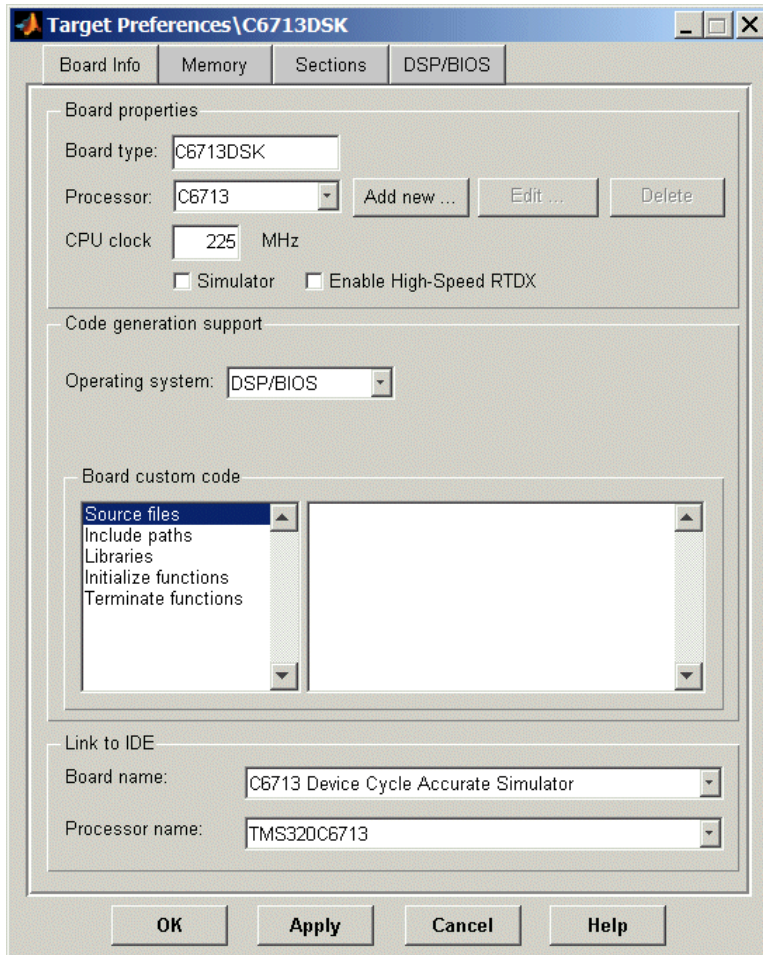 Target Preferences\C6713DSK
Board Info Memory Sections DSP/BIOS
Board properties
Board type: C6713DSK
Processor: C6713 Add new ... Edit ... Delete
CPU clock 225 MHz
Simulator Enable High-Speed RTDX
Code generation support
Operating system: DSP/BIOS
Board custom code
Source files
Include paths
Libraries
Initialize functions
Terminate functions
Link to IDE
Board name: C6713 Device Cycle Accurate Simulator
Processor name: TMS320C6713
OK Apply Cancel Help